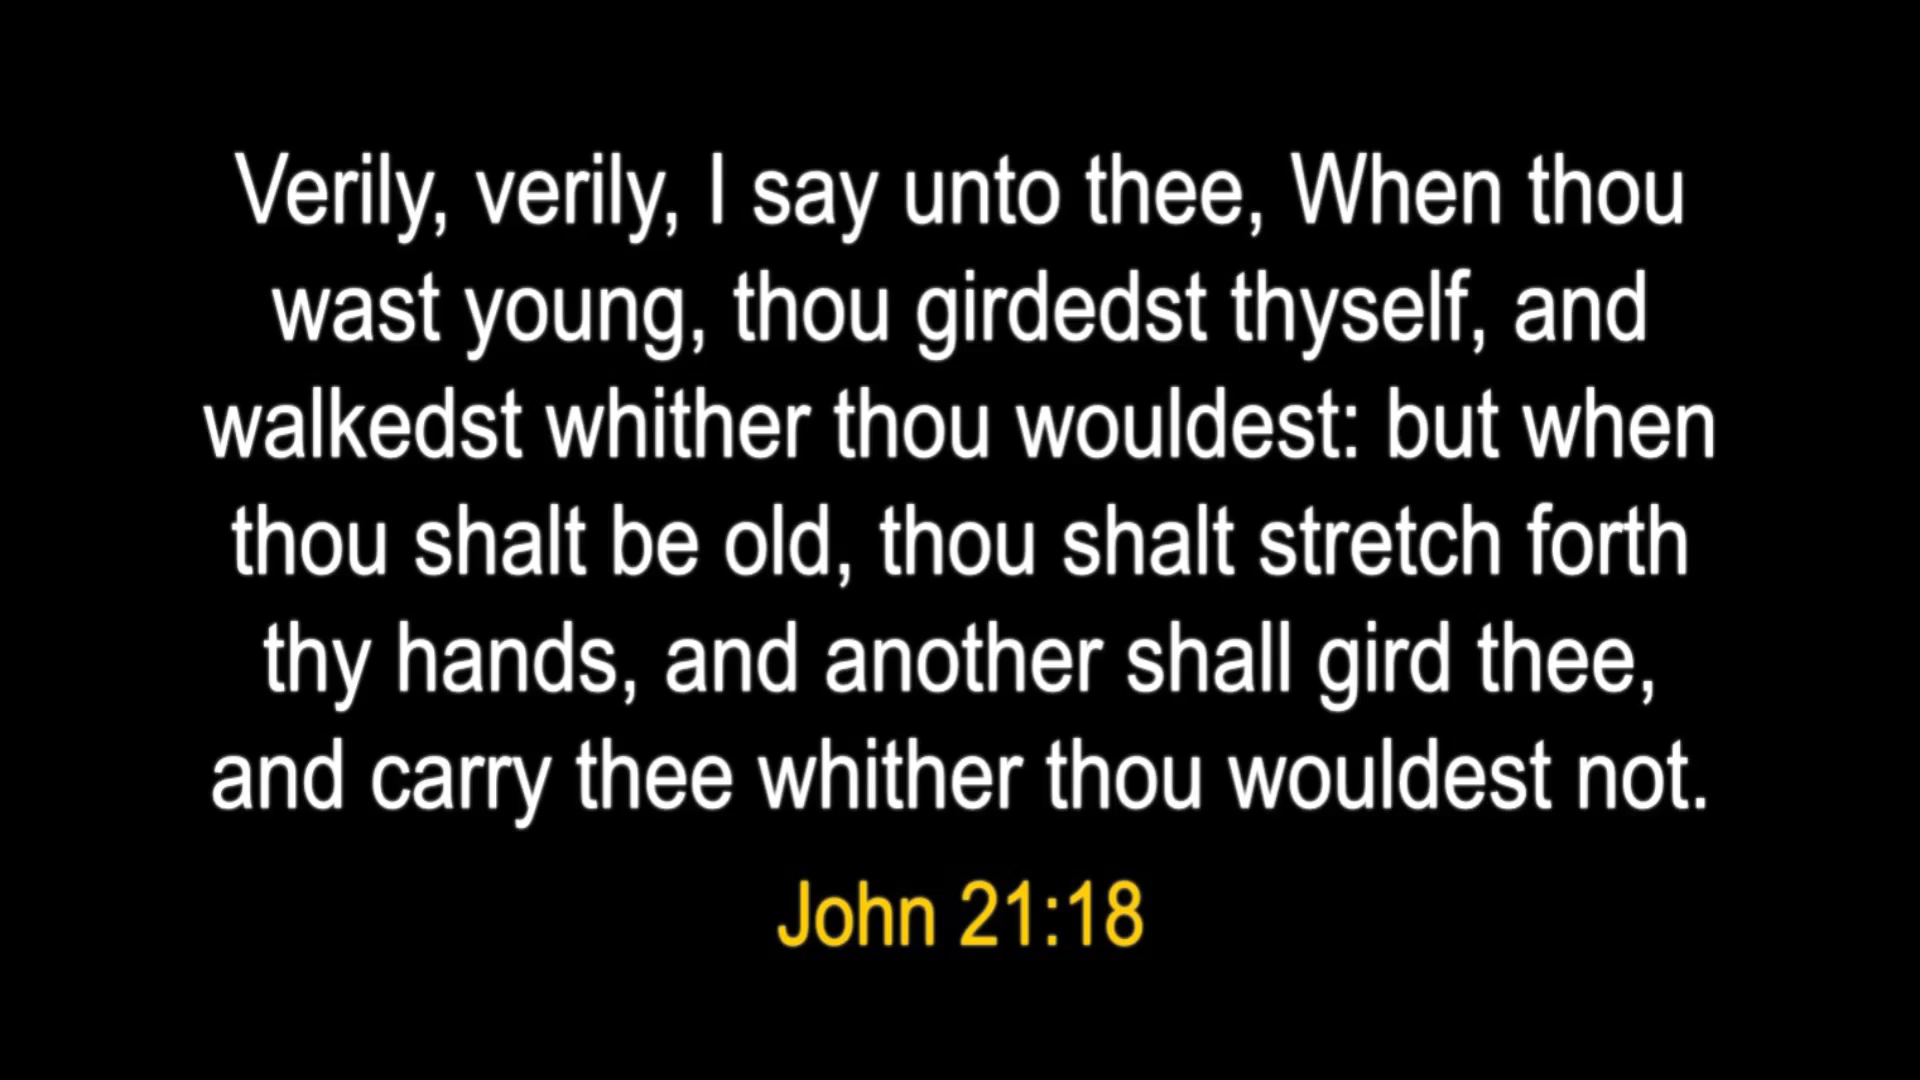 Verily, verily, I say unto thee, When thou
wast young, thou girdedst thyself, and
walkedst whither thou wouldest: but when
thou shalt be old, thou shalt stretch forth
thy hands, and another shall gird thee,
and carry thee whither thou wouldest not.
John 21:18